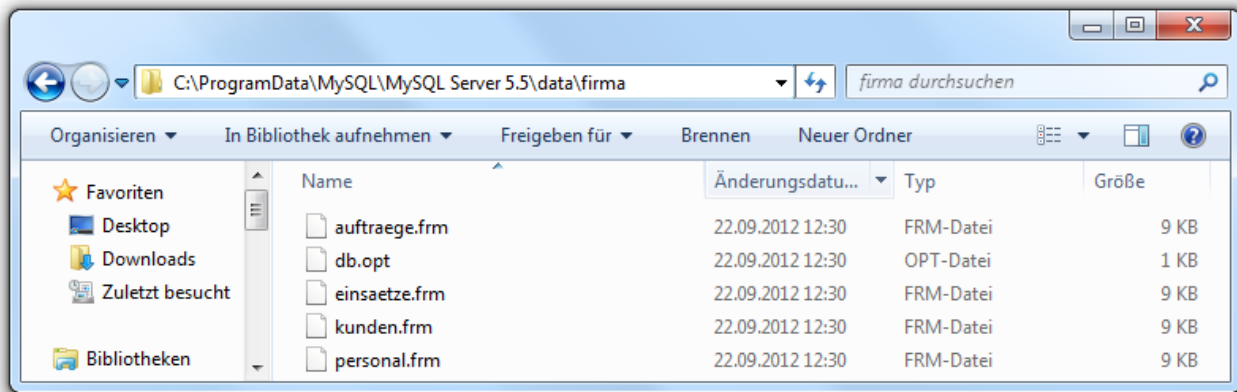 C:\ProgramData\MySQL\MySQL Server 5.5\data\firma firma durchsuchen
Organisieren In Bibliothek aufnehmen Freigeben für Brennen Neuer Ordner
Favoriten Name Änderungsdatu... Typ Größe
Desktop auftraege.frm 22.09.2012 12:30 FRM-Datei 9 KB
Downloads db.opt 22.09.2012 12:30 OPT-Datei 1 KB
Zuletzt besucht einsaetze.frm 22.09.2012 12:30 FRM-Datei 9 KB
kunden.frm 22.09.2012 12:30 FRM-Datei 9 KB
Bibliotheken personal.frm 22.09.2012 12:30 FRM-Datei 9 KB